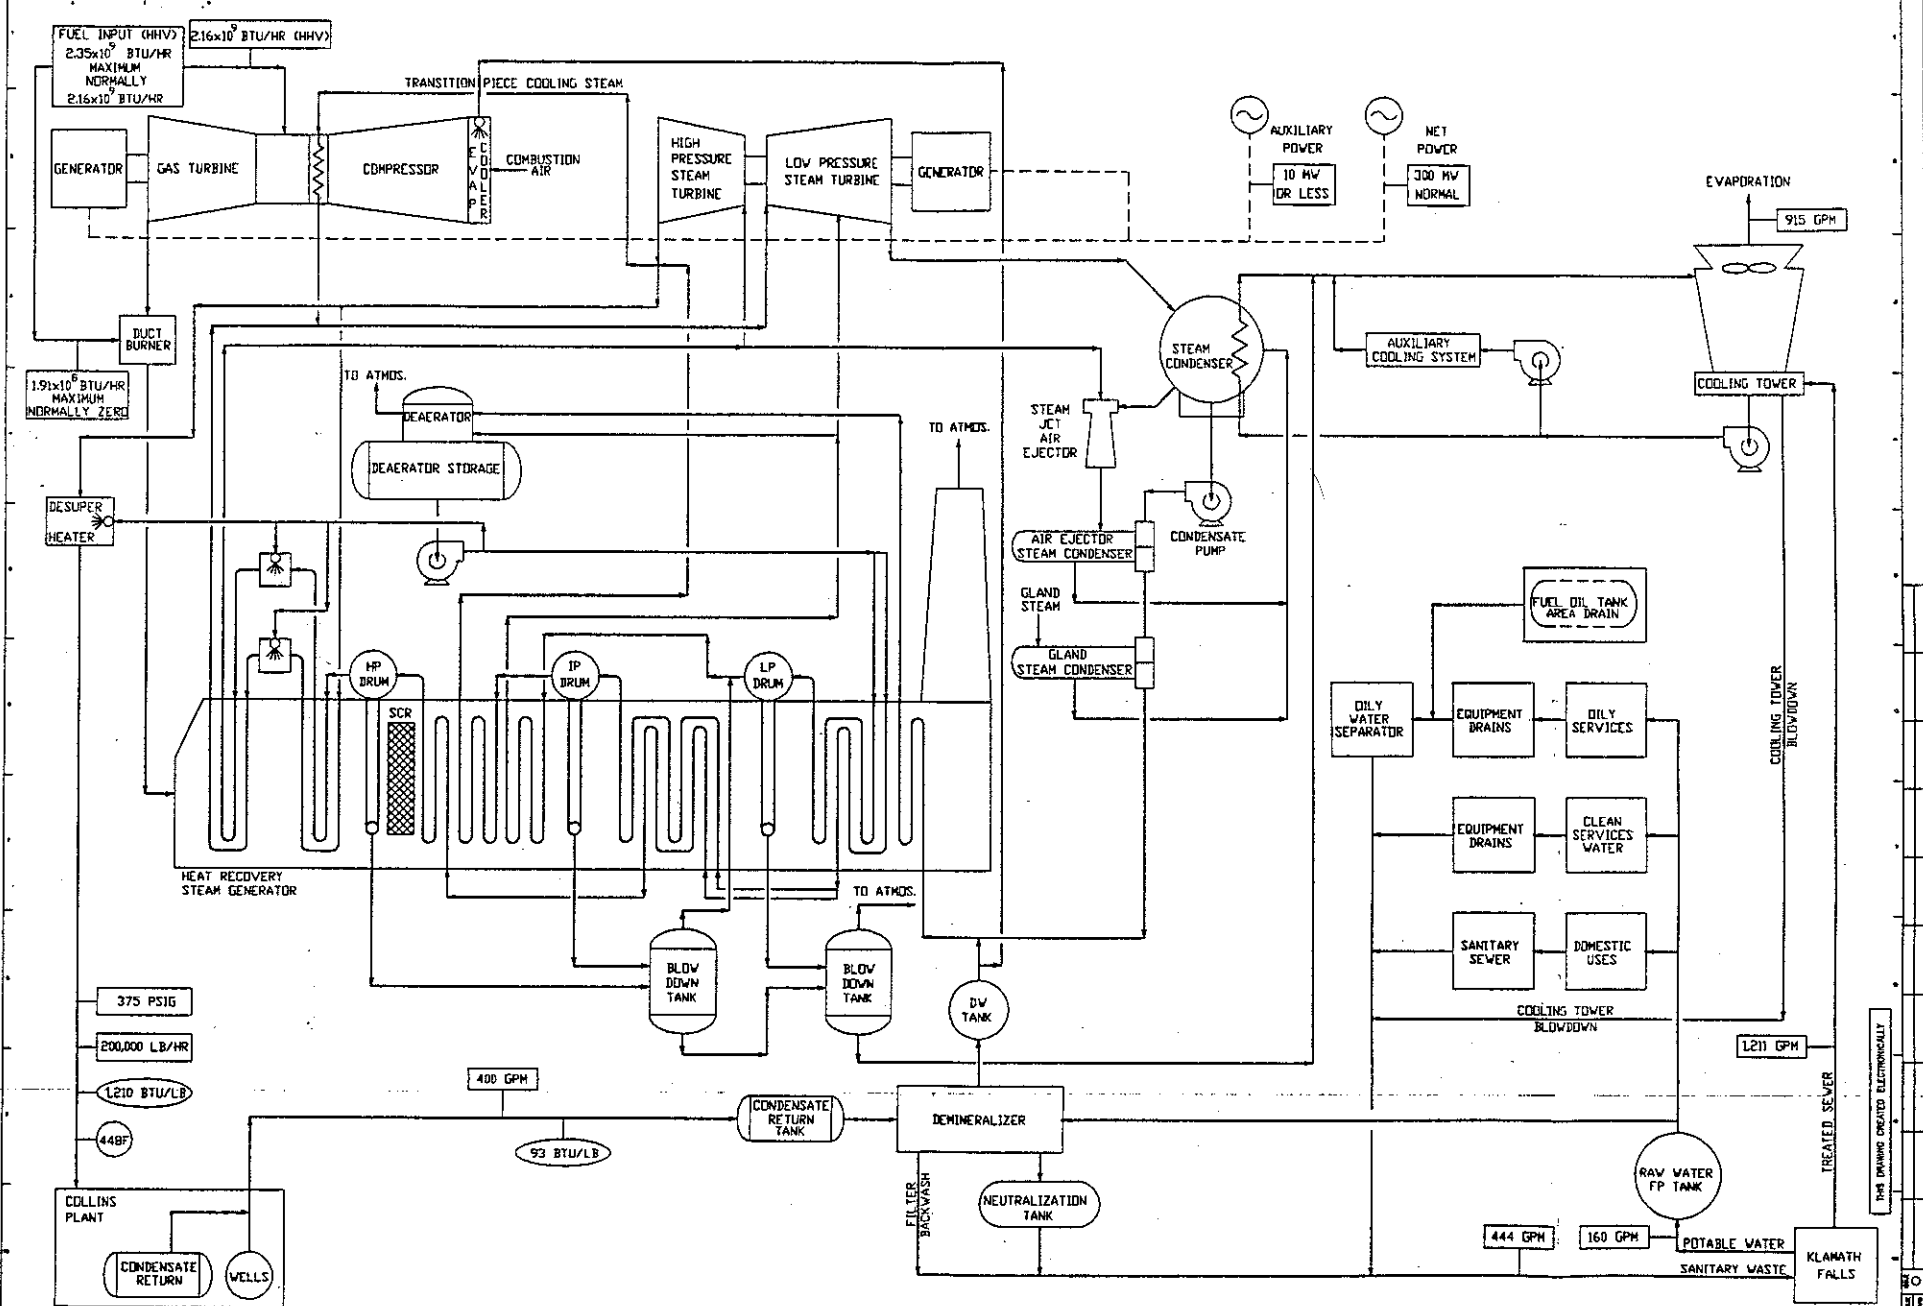 FUEL INPUT (HHV)
2.35x10⁹ BTU/HR
MAXIMUM
NORMALLY
2.16x10⁹ BTU/HR
2.16x10⁹ BTU/HR (HHV)
TRANSITION PIECE COOLING STEAM
GENERATOR
GAS TURBINE
COMPRESSOR
EVAP
COOLER
COMBUSTION
AIR
HIGH
PRESSURE
STEAM
TURBINE
LOW PRESSURE
STEAM TURBINE
GENERATOR
AUXILIARY
POWER
10 MW
OR LESS
NET
POWER
300 MW
NORMAL
EVAPORATION
915 GPM
DUCT
BURNER
1.91x10⁶ BTU/HR
MAXIMUM
NORMALLY ZERO
TO ATMOS.
DEAERATOR
DEAERATOR STORAGE
STEAM
CONDENSER
AUXILIARY
COOLING SYSTEM
COOLING TOWER
STEAM
JET
AIR
EJECTOR
TO ATMOS.
DESUPER
HEATER
CONDENSATE
PUMP
AIR EJECTOR
STEAM CONDENSER
GLAND
STEAM
GLAND
STEAM CONDENSER
FUEL OIL TANK
AREA DRAIN
HP
DRUM
IP
DRUM
LP
DRUM
SCR
OILY
WATER
SEPARATOR
EQUIPMENT
DRAINS
OILY
SERVICES
COOLING TOWER
BLOWDOWN
EQUIPMENT
DRAINS
CLEAN
SERVICES
WATER
HEAT RECOVERY
STEAM GENERATOR
TO ATMOS.
SANITARY
SEWER
DOMESTIC
USES
BLOW
DOWN
TANK
BLOW
DOWN
TANK
DW
TANK
COOLING TOWER
BLOWDOWN
375 PSIG
200,000 LB/HR
1,210 BTU/LB
448F
1,211 GPM
TREATED SEWER
THIS DRAWING CREATED ELECTRONICALLY
400 GPM
93 BTU/LB
CONDENSATE
RETURN
TANK
DEMINERALIZER
RAW WATER
FP TANK
FILTER
BACKWASH
NEUTRALIZATION
TANK
COLLINS
PLANT
CONDENSATE
RETURN
WELLS
444 GPM
160 GPM
POTABLE WATER
SANITARY WASTE
KLAMATH
FALLS